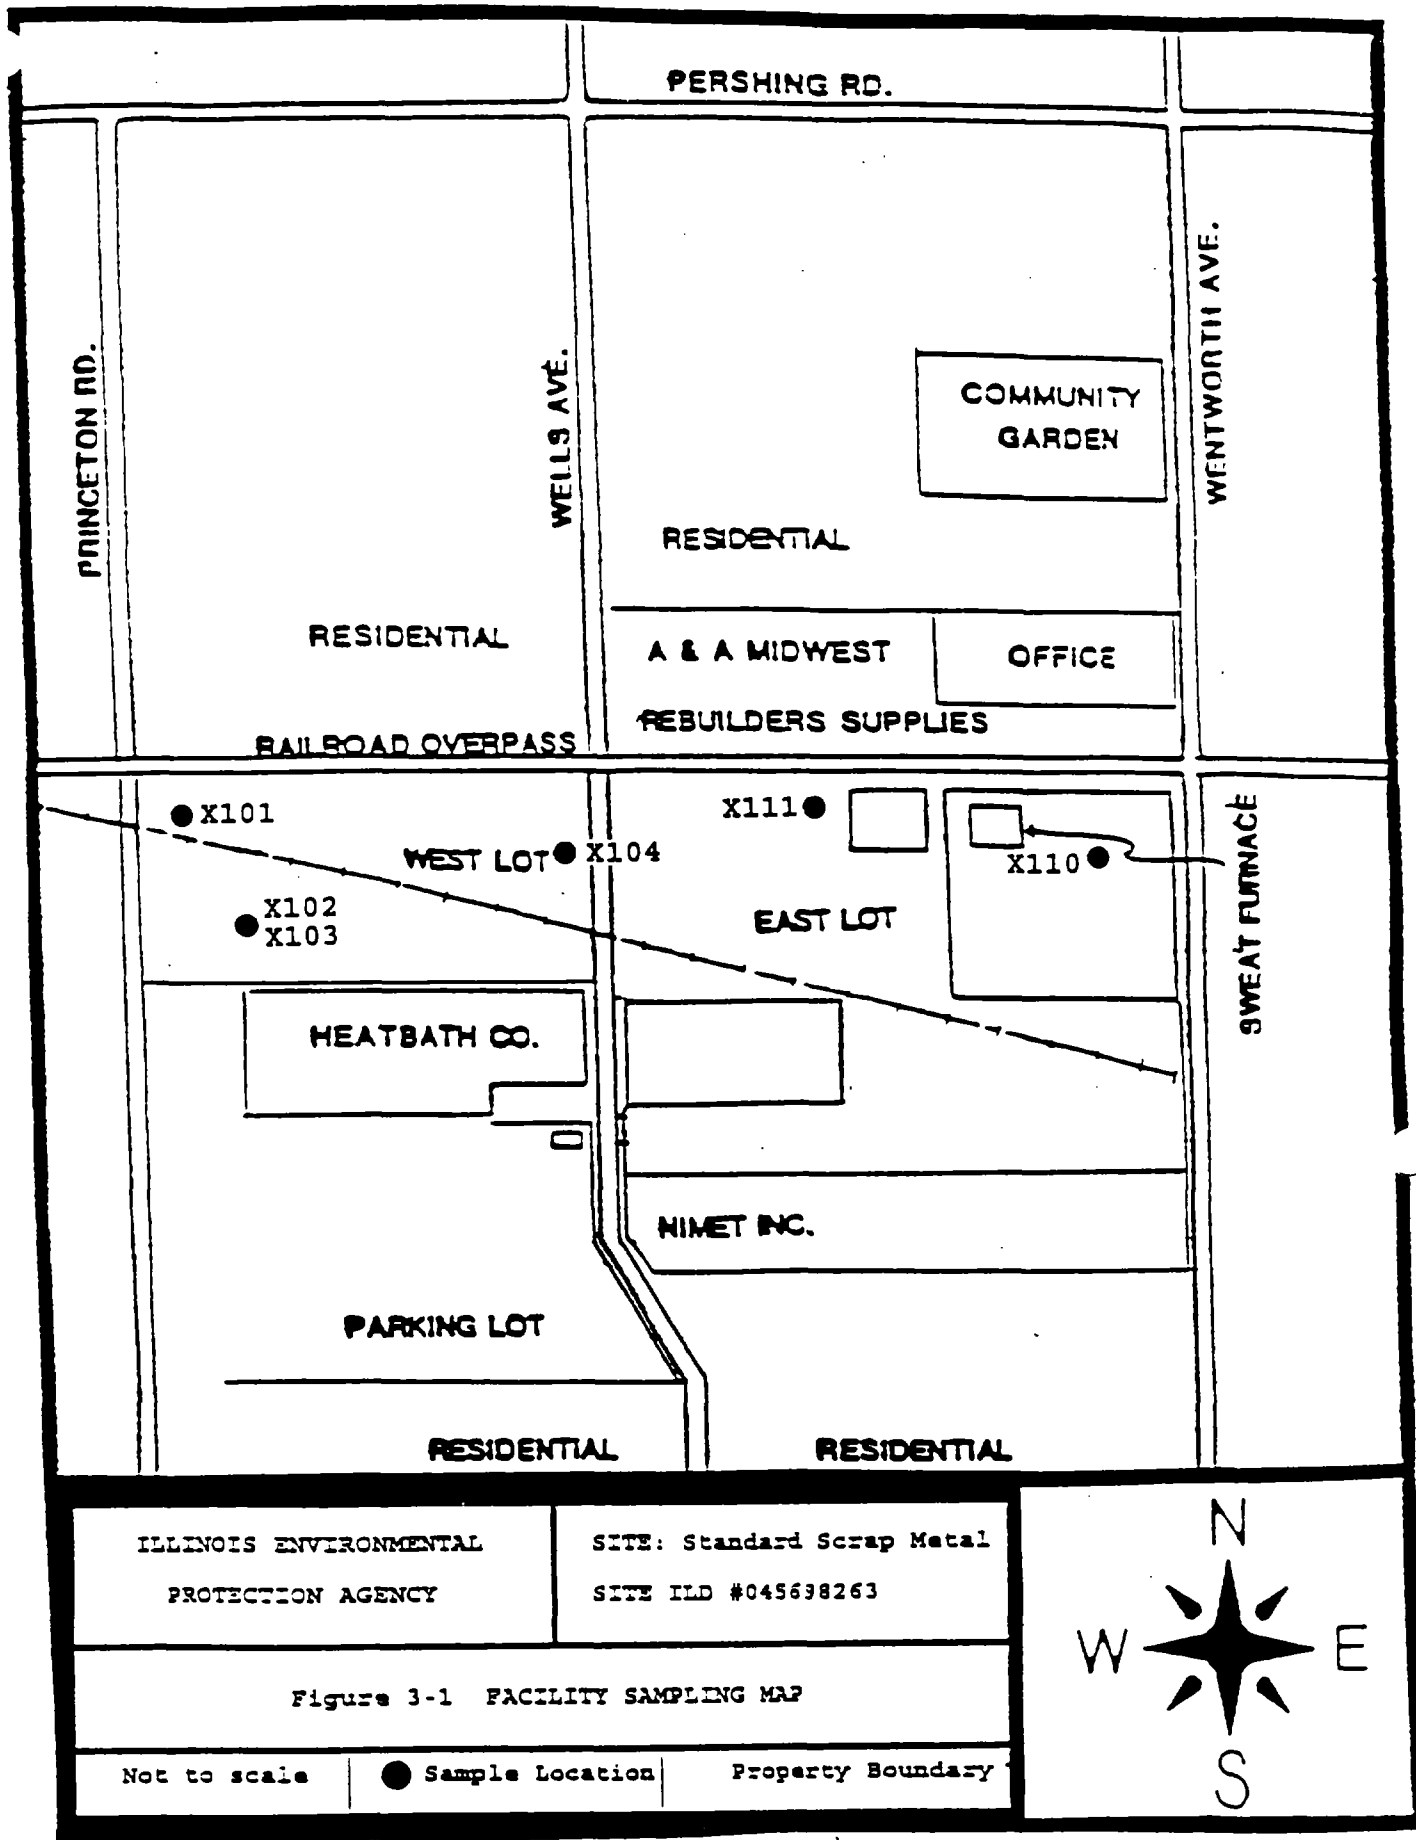 PERSHING RD.
WENTWORTH AVE.
PRINCETON RD.
WELLS AVE.
COMMUNITY
GARDEN
RESIDENTIAL
RESIDENTIAL
A & A MIDWEST
OFFICE
REBUILDERS SUPPLIES
RAILROAD OVERPASS
X101
X111
X104
WEST LOT
X110
SWEAT FURNACE
X102
X103
EAST LOT
HEATBATH CO.
NIMET INC.
PARKING LOT
RESIDENTIAL
RESIDENTIAL
ILLINOIS ENVIRONMENTAL
PROTECTION AGENCY
SITE: Standard Scrap Metal
SITE ILD #045698263
Figure 3-1 FACILITY SAMPLING MAP
Not to scale
Sample Location
Property Boundary
N
W
E
S